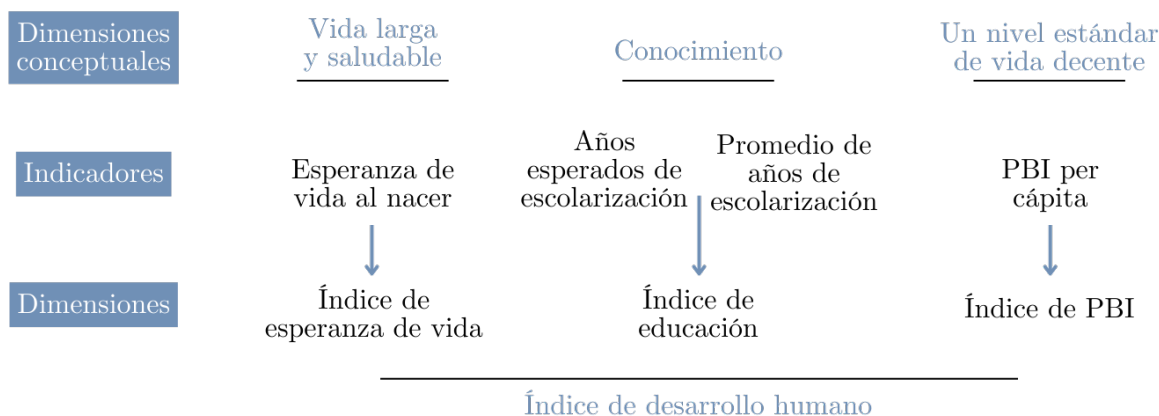 Dimensiones
conceptuales
Vida larga
y saludable
Conocimiento
Un nivel estándar
de vida decente
Indicadores
Esperanza de
vida al nacer
Años
esperados de
escolarización
Promedio de
años de
escolarización
PBI per
cápita
Dimensiones
Índice de
esperanza de vida
Índice de
educación
Índice de PBI
Índice de desarrollo humano